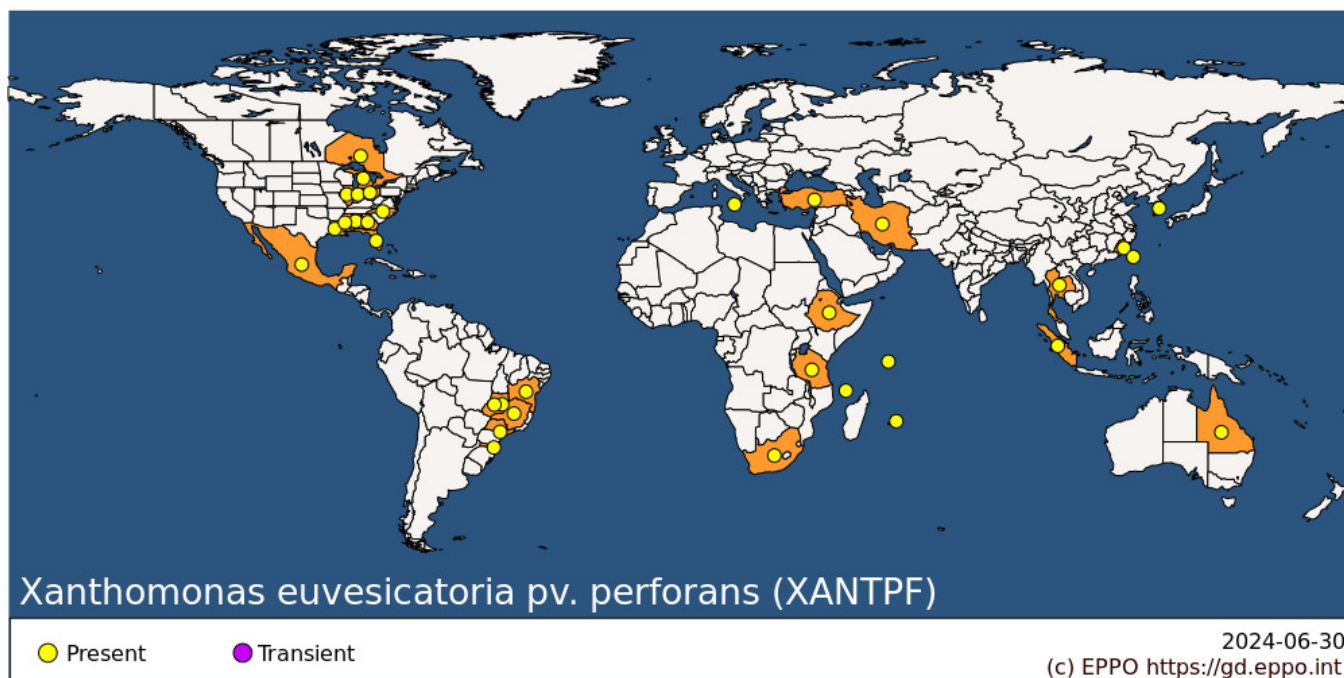 Xanthomonas euvesicatoria pv. perforans (XANTPF)
Present
Transient
2024-06-30
(c) EPPO https://gd.eppo.int